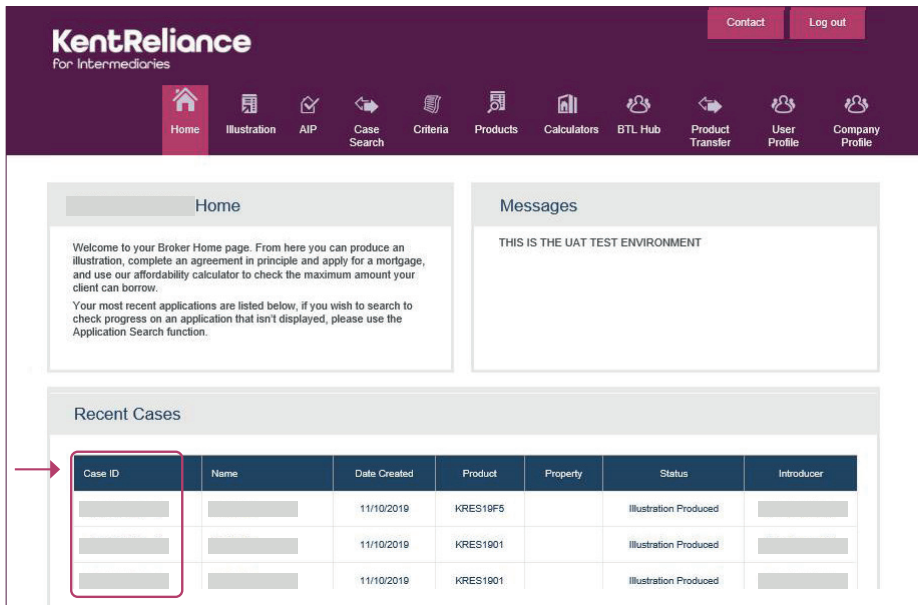 Contact Log out
KentReliance
for Intermediaries
Home Illustration AIP Case Search Criteria Products Calculators BTL Hub Product Transfer User Profile Company Profile
Home
Welcome to your Broker Home page. From here you can produce an
illustration, complete an agreement in principle and apply for a mortgage,
and use our affordability calculator to check the maximum amount your
client can borrow.
Your most recent applications are listed below, if you wish to search to
check progress on an application that isn't displayed, please use the
Application Search function.
Messages
THIS IS THE UAT TEST ENVIRONMENT
Recent Cases
Case ID Name Date Created Product Property Status Introducer
11/10/2019 KRES19F5 Illustration Produced
11/10/2019 KRES1901 Illustration Produced
11/10/2019 KRES1901 Illustration Produced